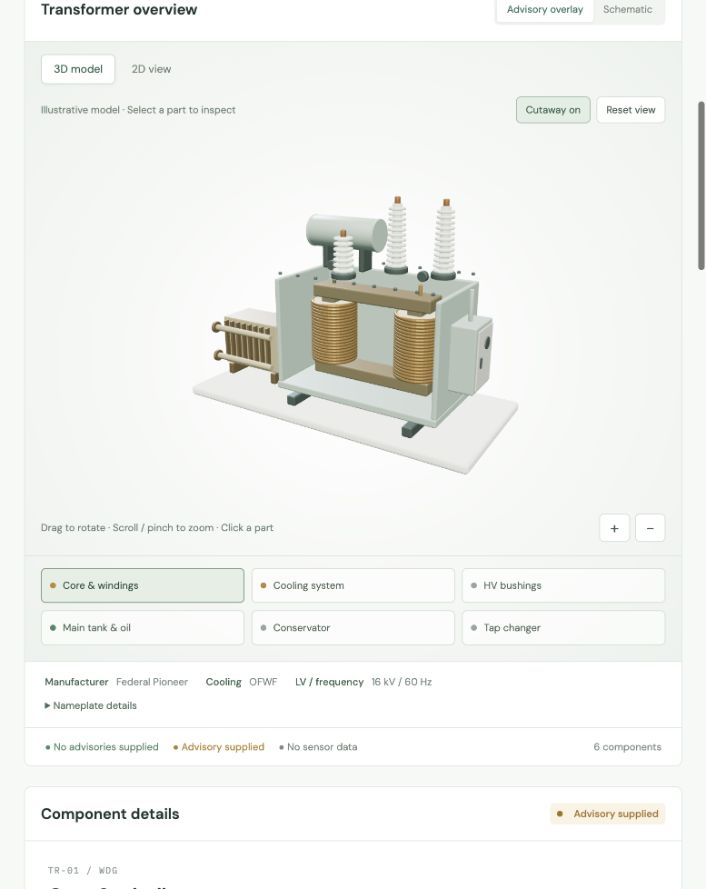 Transformer overview
Advisory overlay
Schematic
3D model
2D view
Illustrative model · Select a part to inspect
Cutaway on
Reset view
Drag to rotate · Scroll / pinch to zoom · Click a part
+
−
Core & windings
Cooling system
HV bushings
Main tank & oil
Conservator
Tap changer
Manufacturer Federal Pioneer Cooling OFWF LV / frequency 16 kV / 60 Hz
Nameplate details
No advisories supplied
Advisory supplied
No sensor data
6 components
Component details
Advisory supplied
TR-01 / WDG